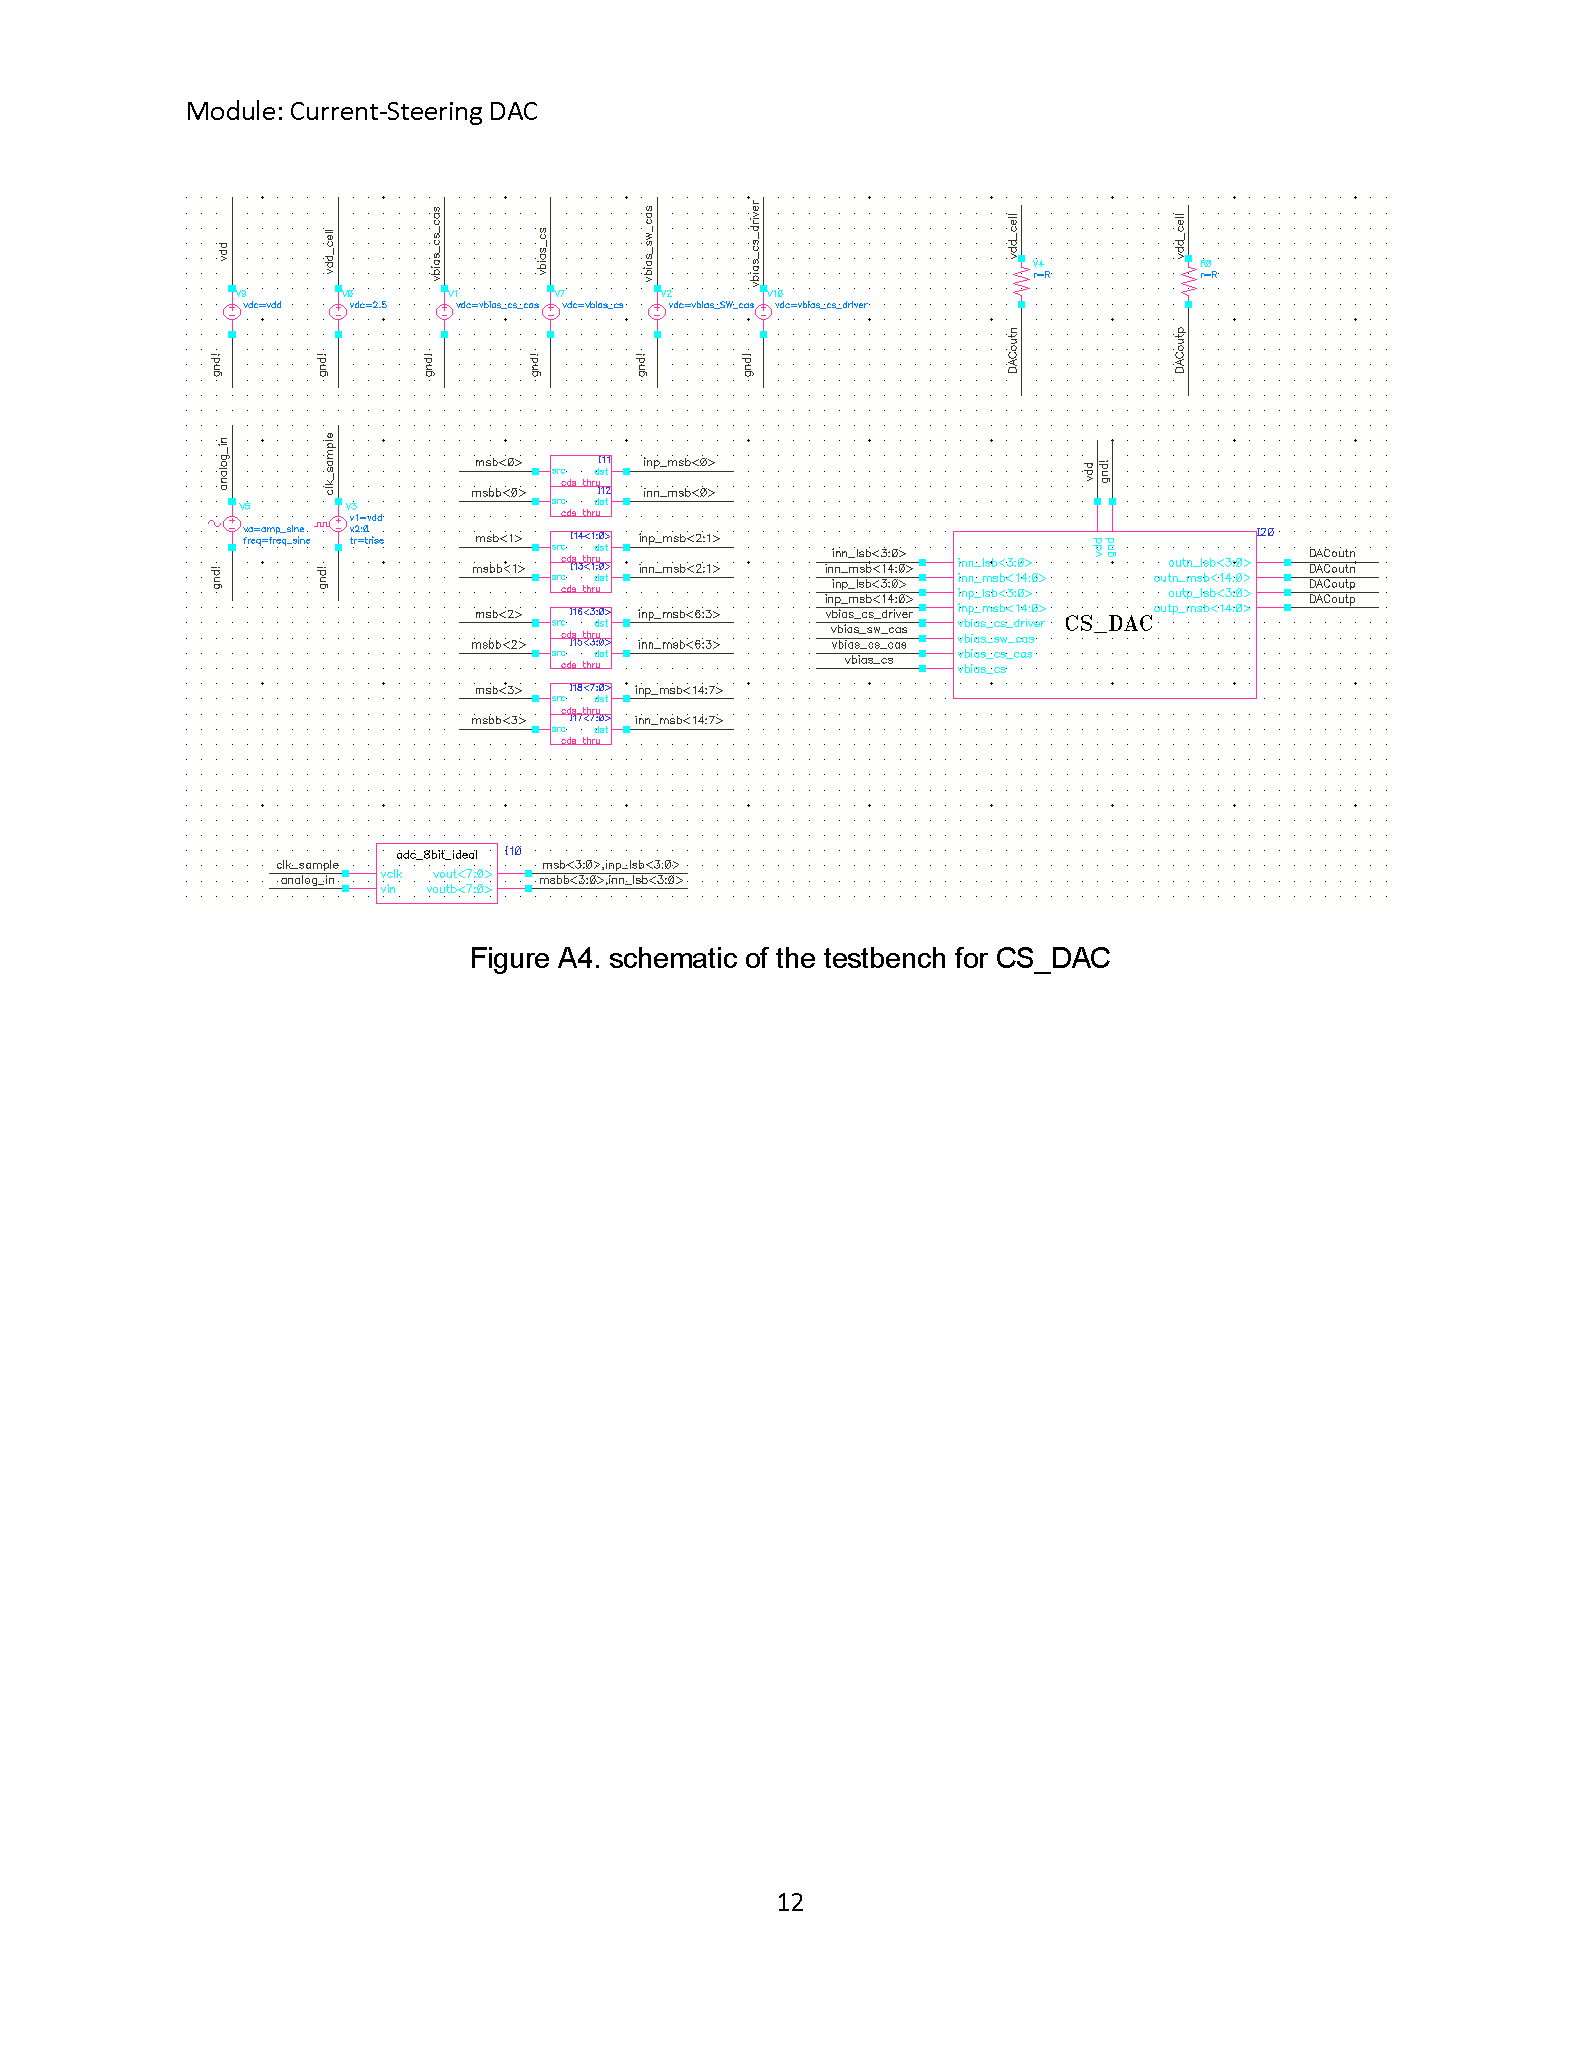 Module: Current-Steering DAC
vdd
vdd_cell
vbias_cs_cas
vbias_cs
vbias_sw_cas
vbias_cs_driver
vdd_cell
vdd_cell
V9
vdc=vdd
V0
vdc=2.5
V1
vdc=vbias_cs_cas
V7
vdc=vbias_cs
V2
vdc=vbias_SW_cas
V10
vdc=vbias_cs_driver
V4
r=R
R0
r=R
gnd!
gnd!
gnd!
gnd!
gnd!
gnd!
DACoutn
DACoutp
analog_in
clk_sample
V5
va=amp_sine
freq=freq_sine
V3
v1=vdd
v2:0
tr=trise
gnd!
gnd!
msb<0> src I11 dst inp_msb<0>
cds_thru
msbb<0> src I12 dst inn_msb<0>
cds_thru
msb<1> src I14<1:0> dst inp_msb<2:1>
cds_thru
msbb<1> src I13<1:0> dst inn_msb<2:1>
cds_thru
msb<2> src I16<3:0> dst inp_msb<6:3>
cds_thru
msbb<2> src I15<3:0> dst inn_msb<6:3>
cds_thru
msb<3> src I18<7:0> dst inp_msb<14:7>
cds_thru
msbb<3> src I17<7:0> dst inn_msb<14:7>
cds_thru
vdd
gnd!
vdd
gnd
I20
inn_lsb<3:0> inn_lsb<3:0> outn_lsb<3:0> DACoutn
inn_msb<14:0> inn_msb<14:0> outn_msb<14:0> DACoutn
inp_lsb<3:0> inp_lsb<3:0> outp_lsb<3:0> DACoutp
inp_msb<14:0> inp_msb<14:0> outp_msb<14:0> DACoutp
vbias_cs_driver vbias_cs_driver CS_DAC
vbias_sw_cas vbias_sw_cas
vbias_cs_cas vbias_cs_cas
vbias_cs vbias_cs
adc_8bit_ideal I10
clk_sample vclk vout<7:0> msb<3:0>,inp_lsb<3:0>
analog_in vin voutb<7:0> msbb<3:0>,inn_lsb<3:0>
Figure A4. schematic of the testbench for CS_DAC
12